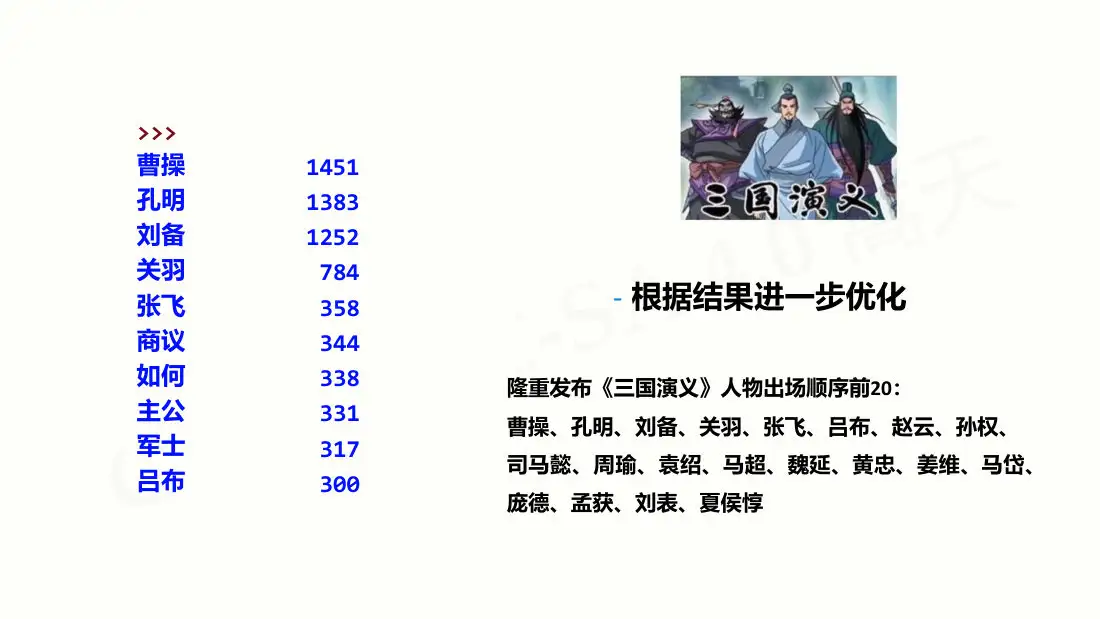 >>>
曹操 1451
孔明 1383
刘备 1252
关羽 784
张飞 358
商议 344
如何 338
主公 331
军士 317
吕布 300
三国演义
- 根据结果进一步优化
隆重发布《三国演义》人物出场顺序前20：
曹操、孔明、刘备、关羽、张飞、吕布、赵云、孙权、
司马懿、周瑜、袁绍、马超、魏延、黄忠、姜维、马岱、
庞德、孟获、刘表、夏侯惇